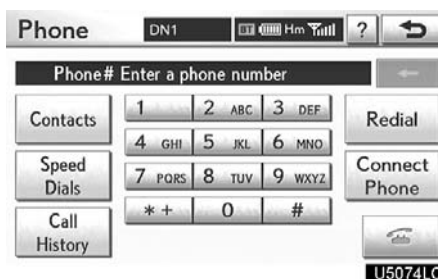 Phone DN1 Hm ?
Phone# Enter a phone number
Contacts 1 2 ABC 3 DEF Redial
4 GHI 5 JKL 6 MNO
Speed Dials 7 PQRS 8 TUV 9 WXYZ Connect Phone
Call History * + 0 #
U5074LC